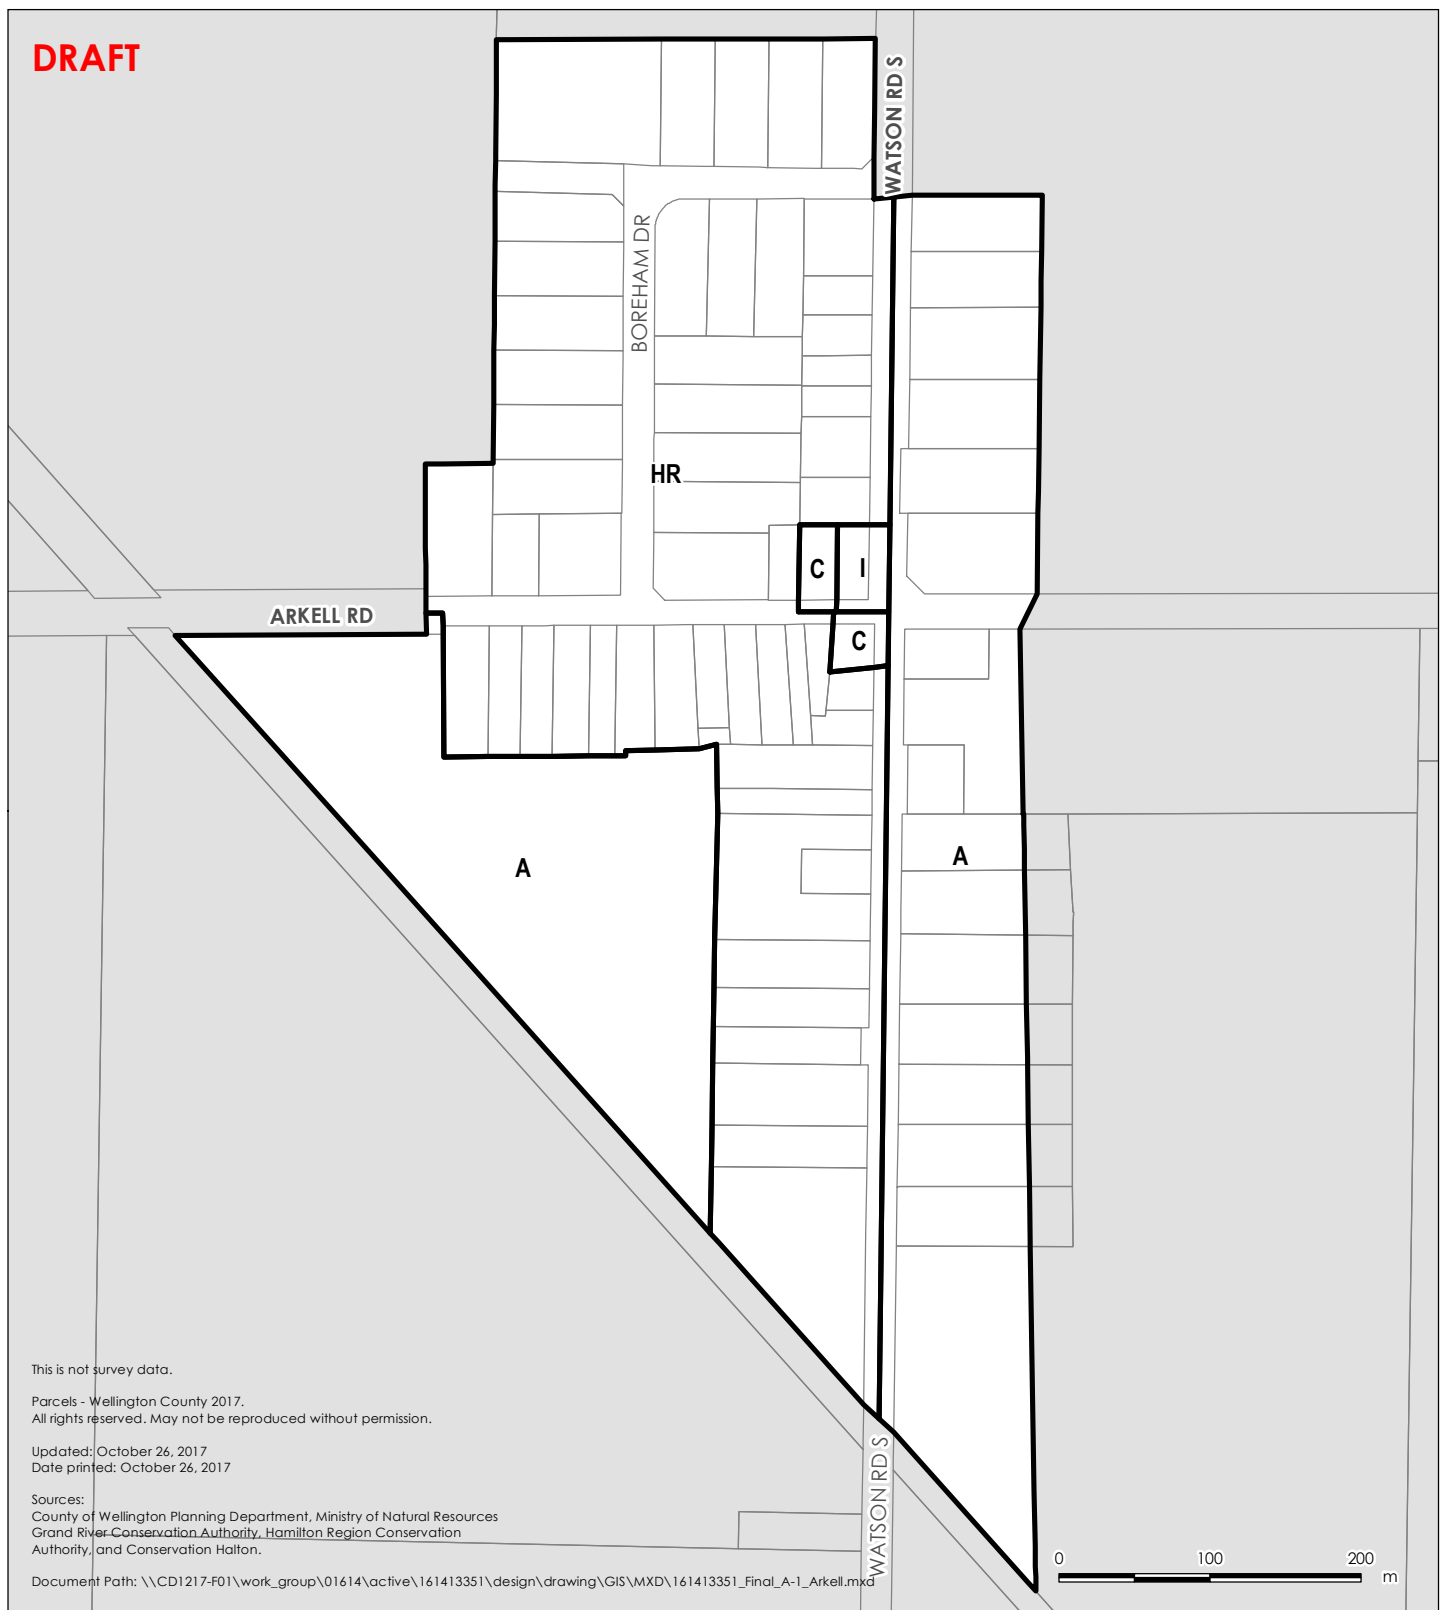 DRAFT
WATSON RD S
BOREHAM DR
HR
C
I
ARKELL RD
C
A
A
This is not survey data.
Parcels - Wellington County 2017.
All rights reserved. May not be reproduced without permission.
Updated: October 26, 2017
Date printed: October 26, 2017
Sources:
County of Wellington Planning Department, Ministry of Natural Resources
Grand River Conservation Authority, Hamilton Region Conservation
Authority, and Conservation Halton.
Document Path: \\CD1217-F01\work_group\01614\active\161413351\design\drawing\GIS\MXD\161413351_Final_A-1_Arkell.mxd
WATSON RD S
0 100 200
m